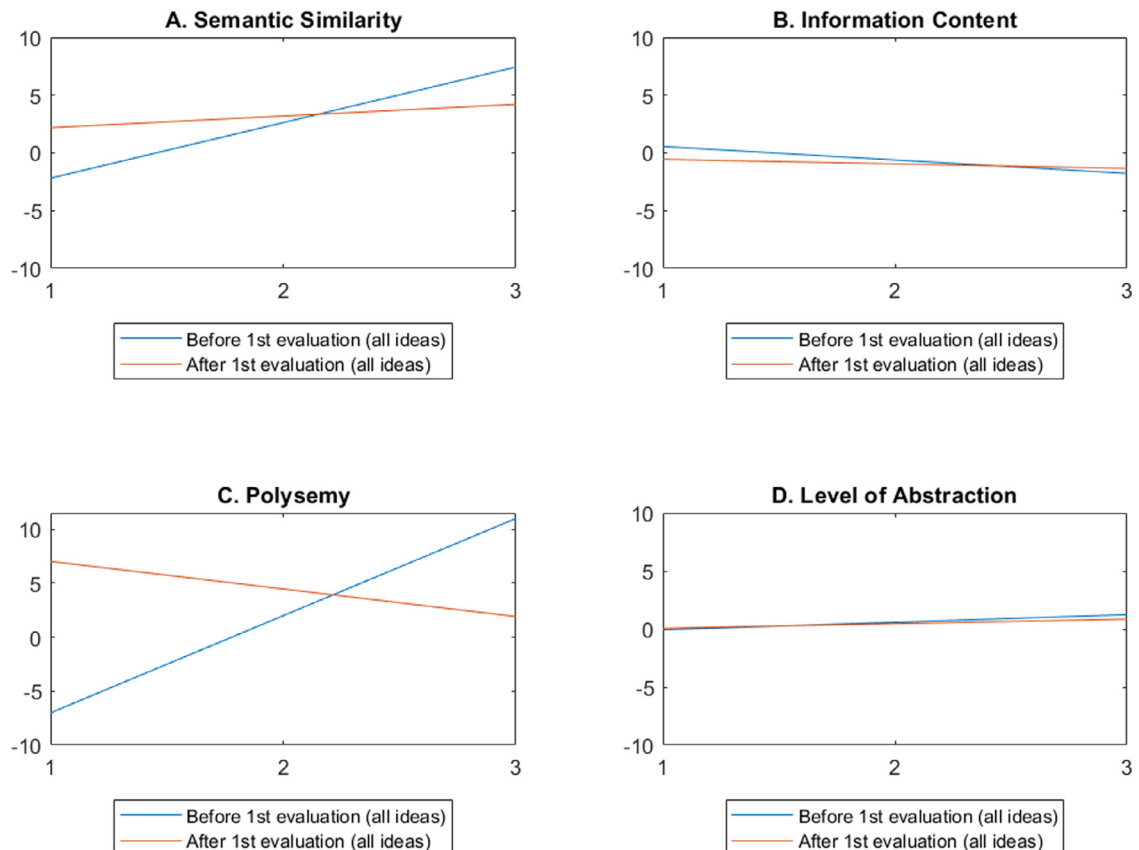 A. Semantic Similarity
10
5
0
-5
-10
1
2
3
Before 1st evaluation (all ideas)
After 1st evaluation (all ideas)
B. Information Content
10
5
0
-5
-10
1
2
3
Before 1st evaluation (all ideas)
After 1st evaluation (all ideas)
C. Polysemy
10
5
0
-5
-10
1
2
3
Before 1st evaluation (all ideas)
After 1st evaluation (all ideas)
D. Level of Abstraction
10
5
0
-5
-10
1
2
3
Before 1st evaluation (all ideas)
After 1st evaluation (all ideas)